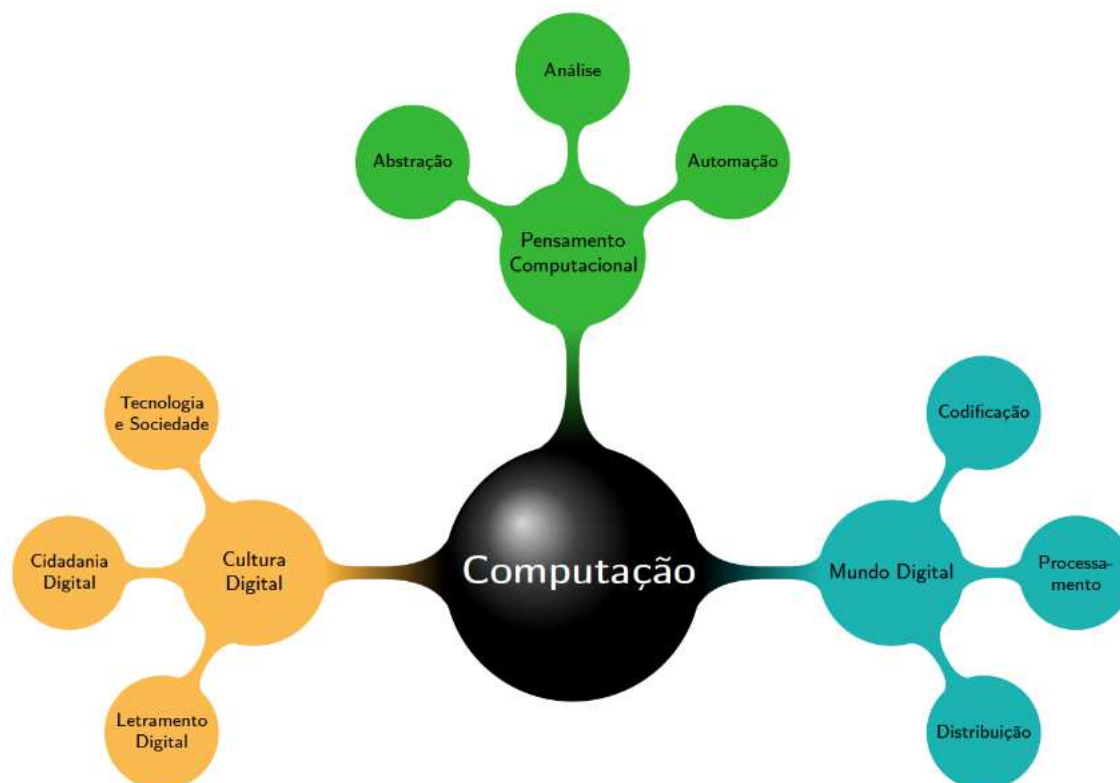 Análise
Abstração
Automação
Pensamento
Computacional
Tecnologia
e Sociedade
Codificação
Cidadania
Digital
Cultura
Digital
Computação
Mundo Digital
Processa-
mento
Letramento
Digital
Distribuição